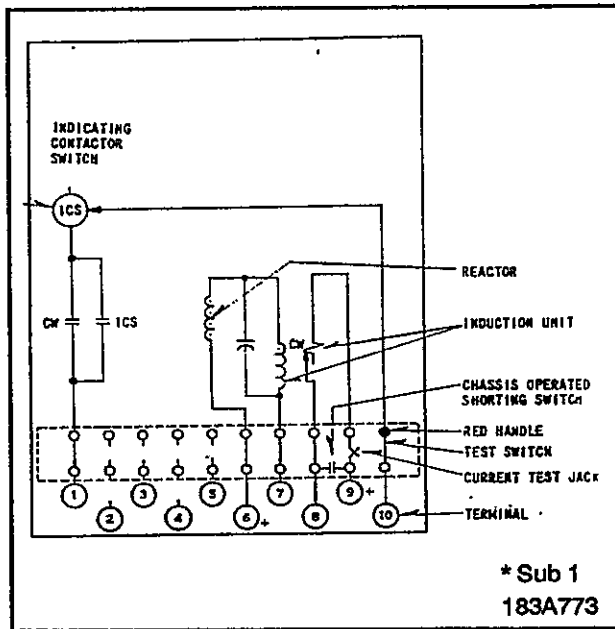 INDICATING
CONTACTOR
SWITCH
ICS
REACTOR
CW
ICS
CW
INDUCTION UNIT
CHASSIS OPERATED
SHORTING SWITCH
RED HANDLE
TEST SWITCH
CURRENT TEST JACK
1
3
5
7
9 +
2
4
6 +
8
10
TERMINAL
* Sub 1
183A773